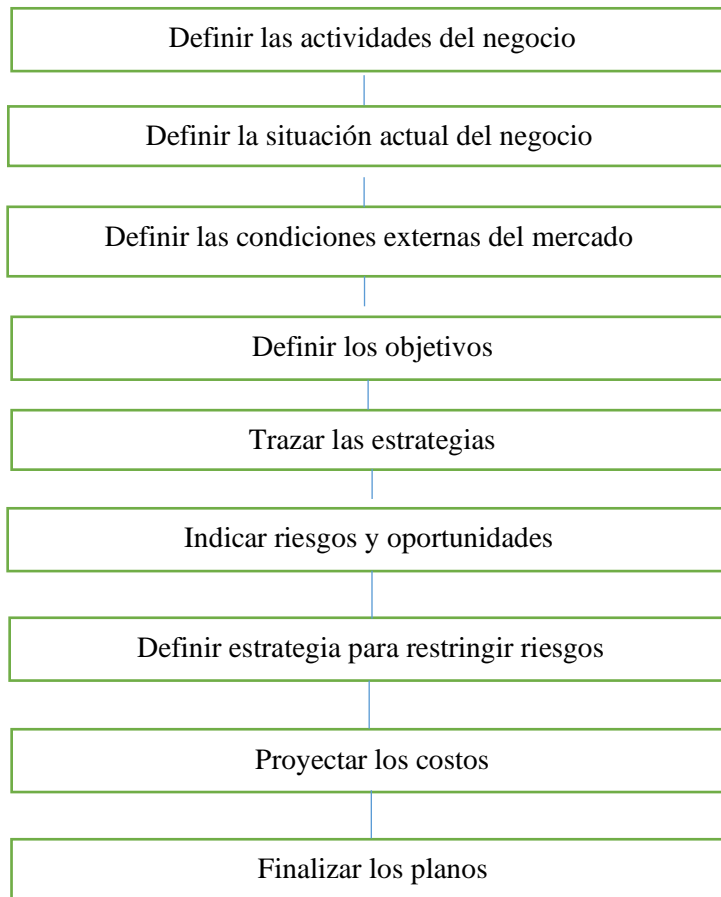 Definir las actividades del negocio
Definir la situación actual del negocio
Definir las condiciones externas del mercado
Definir los objetivos
Trazar las estrategias
Indicar riesgos y oportunidades
Definir estrategia para restringir riesgos
Proyectar los costos
Finalizar los planos